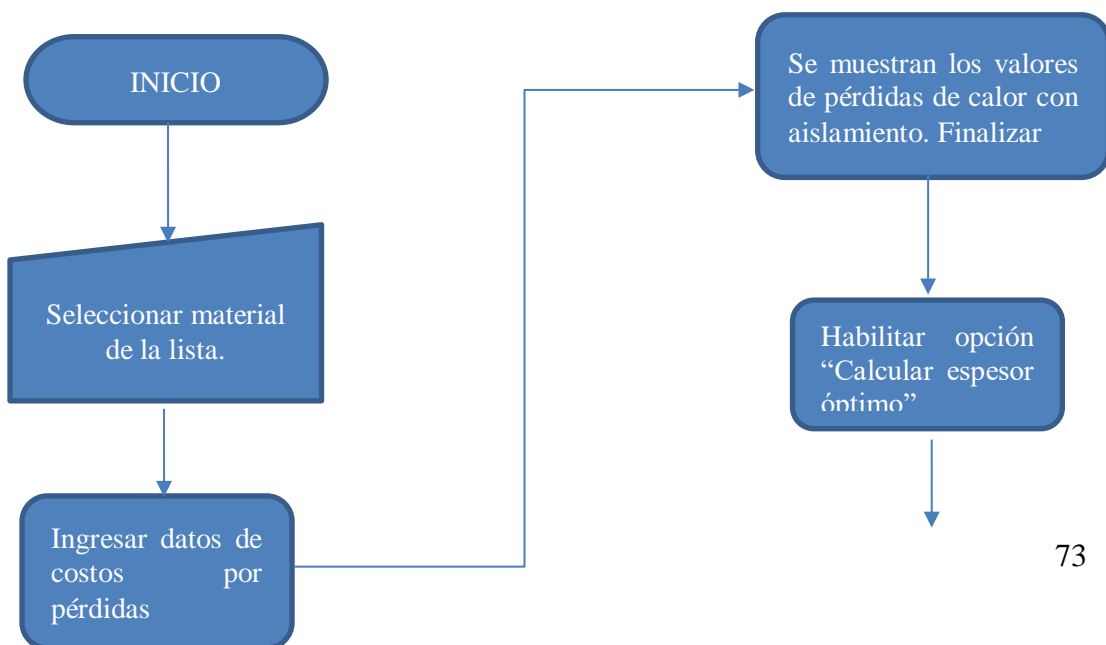 INICIO
Seleccionar material
de la lista.
Ingresar datos de
costos por
pérdidas
Se muestran los valores
de pérdidas de calor con
aislamiento. Finalizar
Habilitar opción
“Calcular espesor
óptimo”
73